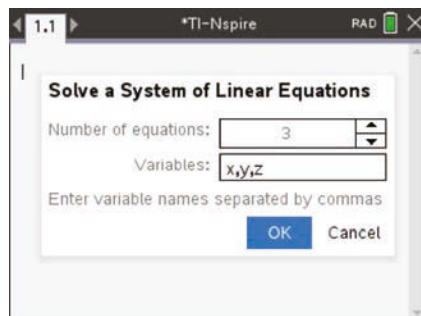 1.1 *TI-Nspire RAD
Solve a System of Linear Equations
Number of equations: 3
Variables: x,y,z
Enter variable names separated by commas
OK Cancel